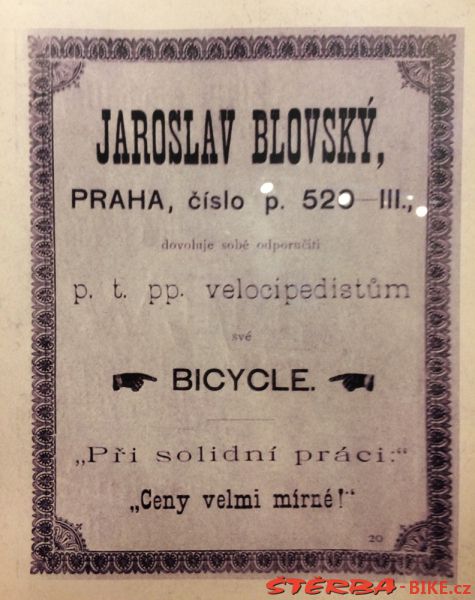 JAROSLAV BLOVSKÝ,
PRAHA, číslo p. 520—III.,
dovoluje sobě odporučiti
p. t. pp. velocipedistům
své
BICYCLE.
„Při solidní práci:“
„Ceny velmi mírné!“
20
ŠTERBA-BIKE.cz